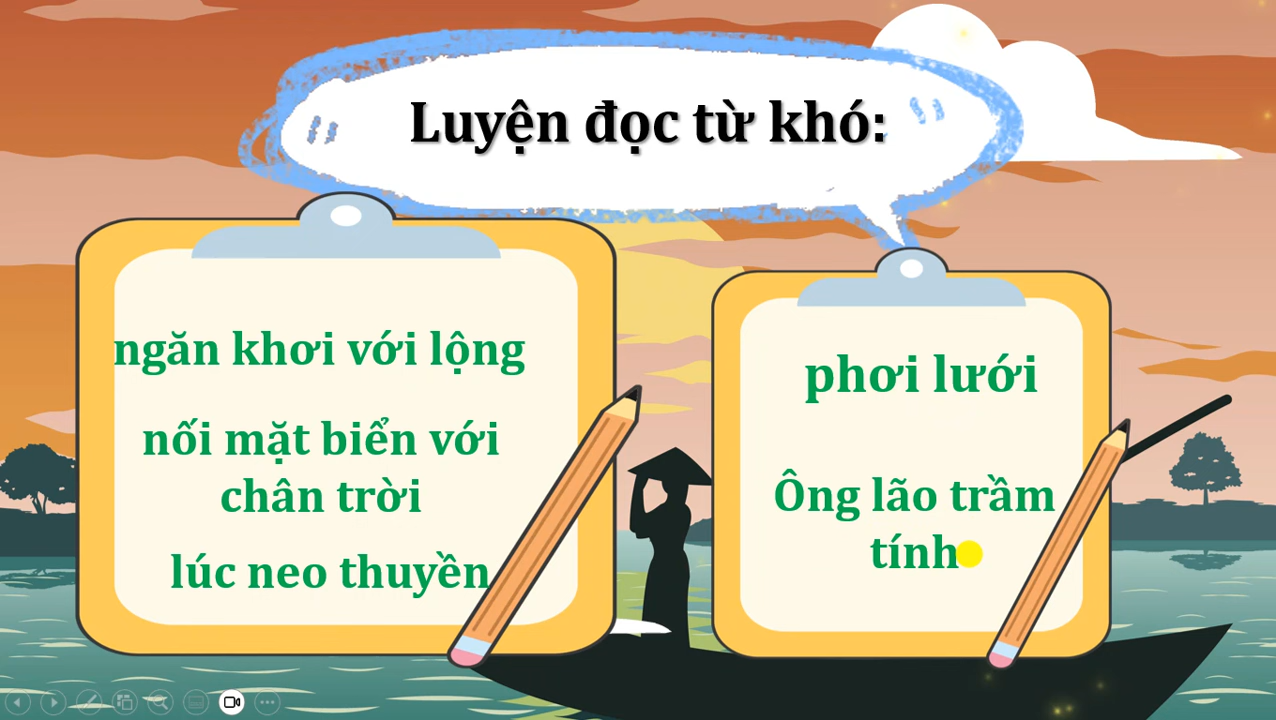 Luyện đọc từ khó:
ngăn khơi với lộng
nối mặt biển với
chân trời
lúc neo thuyền
phơi lưới
Ông lão trầm
tính